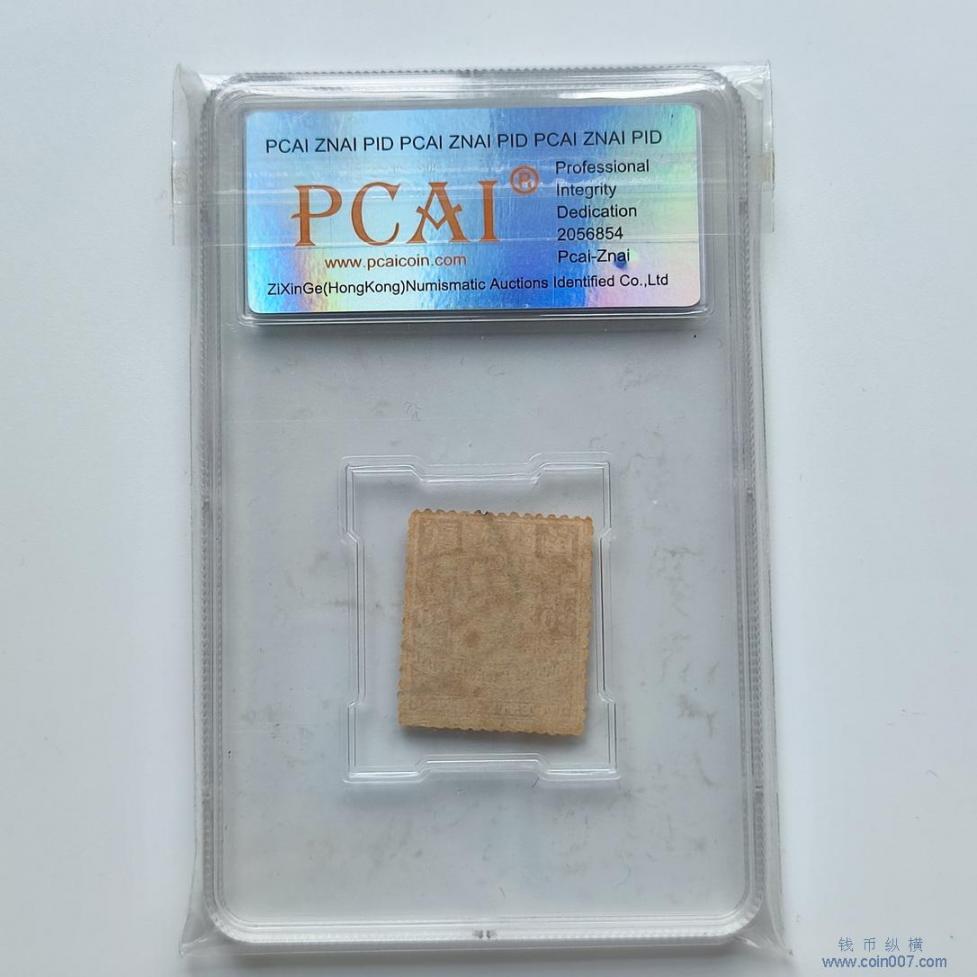 PCAI ZNAI PID PCAI ZNAI PID PCAI ZNAI PID
PCAI®
Professional
Integrity
Dedication
2056854
Pcai-Znai
www.pcaicoin.com
ZiXinGe(HongKong)Numismatic Auctions Identified Co.,Ltd
钱币纵横
www.coin007.com